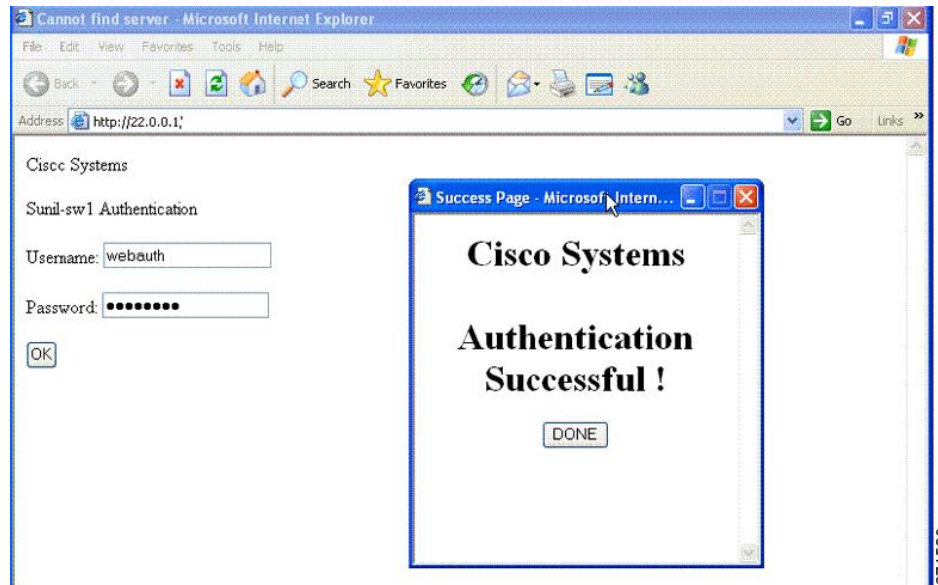 Cannot find server - Microsoft Internet Explorer
File Edit View Favorites Tools Help
Back Search Favorites
Address http://22.0.0.1/ Go Links »
Cisco Systems
Sunil-sw1 Authentication
Username: webauth
Password: ••••••••
OK
Success Page - Microsoft Intern...
Cisco Systems
Authentication
Successful !
DONE